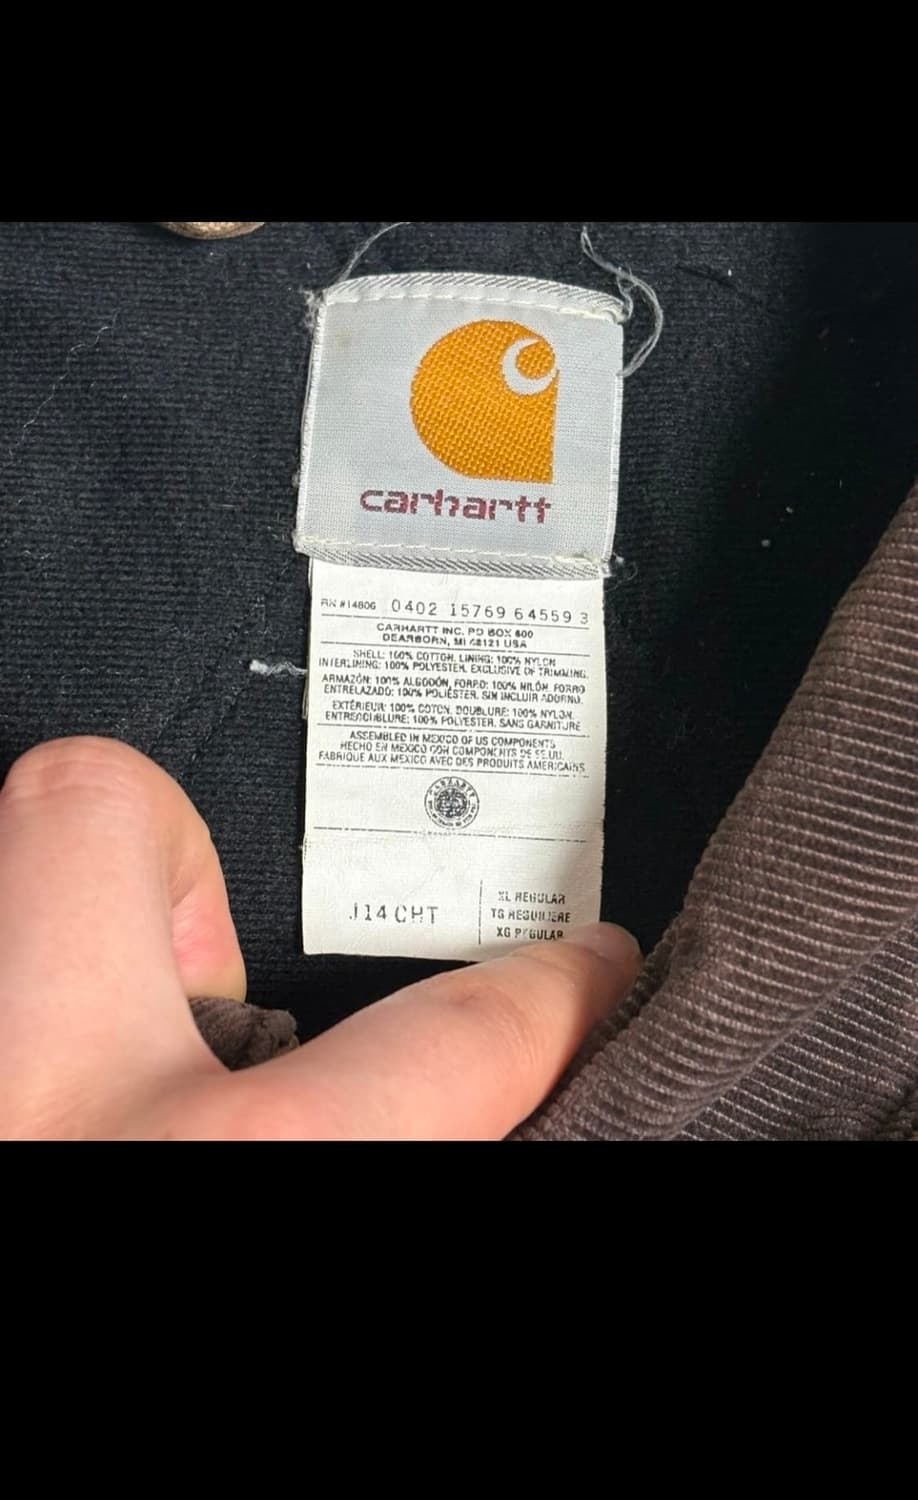 carhartt
RN #14806 0402 15769 64559 3
CARHARTT INC. PO BOX 600
DEARBORN, MI 48121 USA
SHELL: 100% COTTON. LINING: 100% NYLON
INTERLINING: 100% POLYESTER. EXCLUSIVE OF TRIMMING.
ARMAZÓN: 100% ALGODÓN, FORRO: 100% NILÓN. FORRO
ENTRELAZADO: 100% POLIÉSTER. SIN INCLUIR ADORNO.
EXTÉRIEUR: 100% COTON. DOUBLURE: 100% NYLON.
ENTREDOUBLURE: 100% POLYESTER. SANS GARNITURE
ASSEMBLED IN MEXICO OF US COMPONENTS
HECHO EN MEXICO CON COMPONENTS DE EE.UU.
FABRIQUE AUX MEXICO AVEC DES PRODUITS AMERICAINS
CARHARTT
J14 CHT
XL REGULAR
TG REGULIERE
XG REGULAR